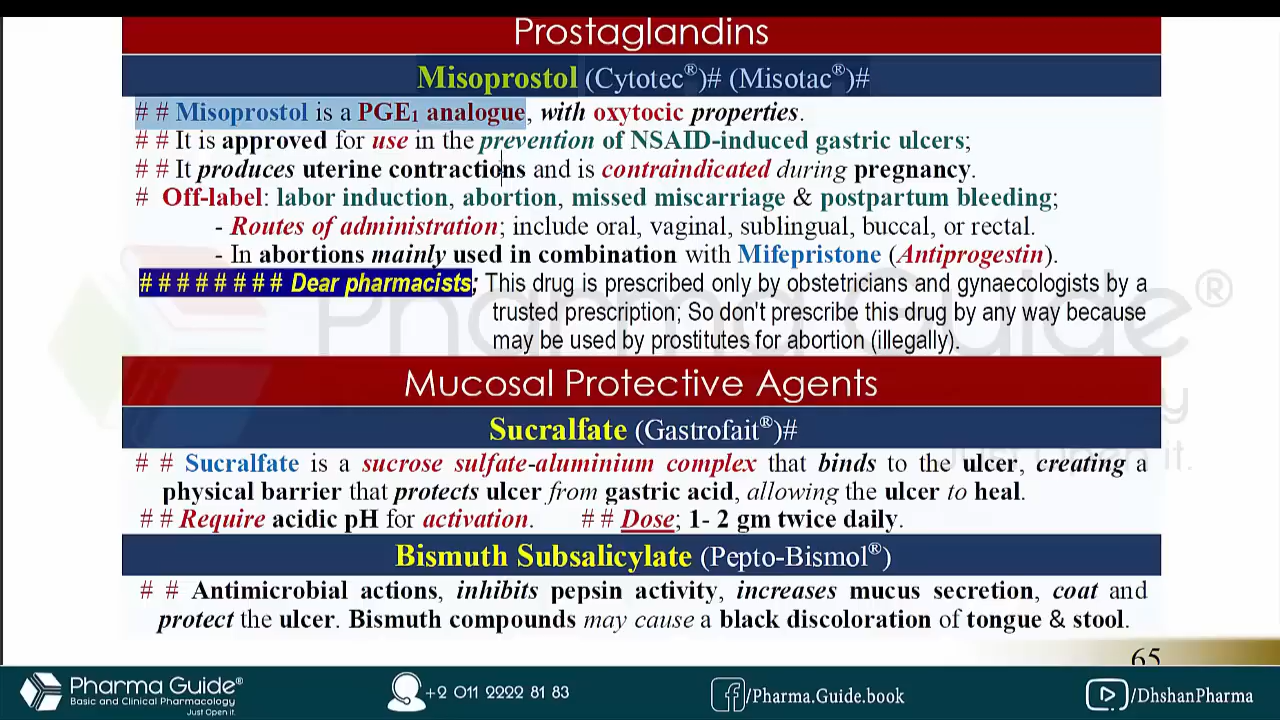 Prostaglandins
Misoprostol (Cytotec®)# (Misotac®)#
# # Misoprostol is a PGE1 analogue, with oxytocic properties.
# # It is approved for use in the prevention of NSAID-induced gastric ulcers;
# # It produces uterine contractions and is contraindicated during pregnancy.
# Off-label: labor induction, abortion, missed miscarriage & postpartum bleeding;
- Routes of administration; include oral, vaginal, sublingual, buccal, or rectal.
- In abortions mainly used in combination with Mifepristone (Antiprogestin).
# # # # # # # # Dear pharmacists; This drug is prescribed only by obstetricians and gynaecologists by a
trusted prescription; So don't prescribe this drug by any way because
may be used by prostitutes for abortion (illegally).
Mucosal Protective Agents
Sucralfate (Gastrofait®)#
# # Sucralfate is a sucrose sulfate-aluminium complex that binds to the ulcer, creating a
physical barrier that protects ulcer from gastric acid, allowing the ulcer to heal.
# # Require acidic pH for activation. # # Dose; 1- 2 gm twice daily.
Bismuth Subsalicylate (Pepto-Bismol®)
# # Antimicrobial actions, inhibits pepsin activity, increases mucus secretion, coat and
protect the ulcer. Bismuth compounds may cause a black discoloration of tongue & stool.
65
Pharma Guide®
Basic and Clinical Pharmacology
Just Open it.
+2 011 2222 81 83
/Pharma.Guide.book
/DhshanPharma